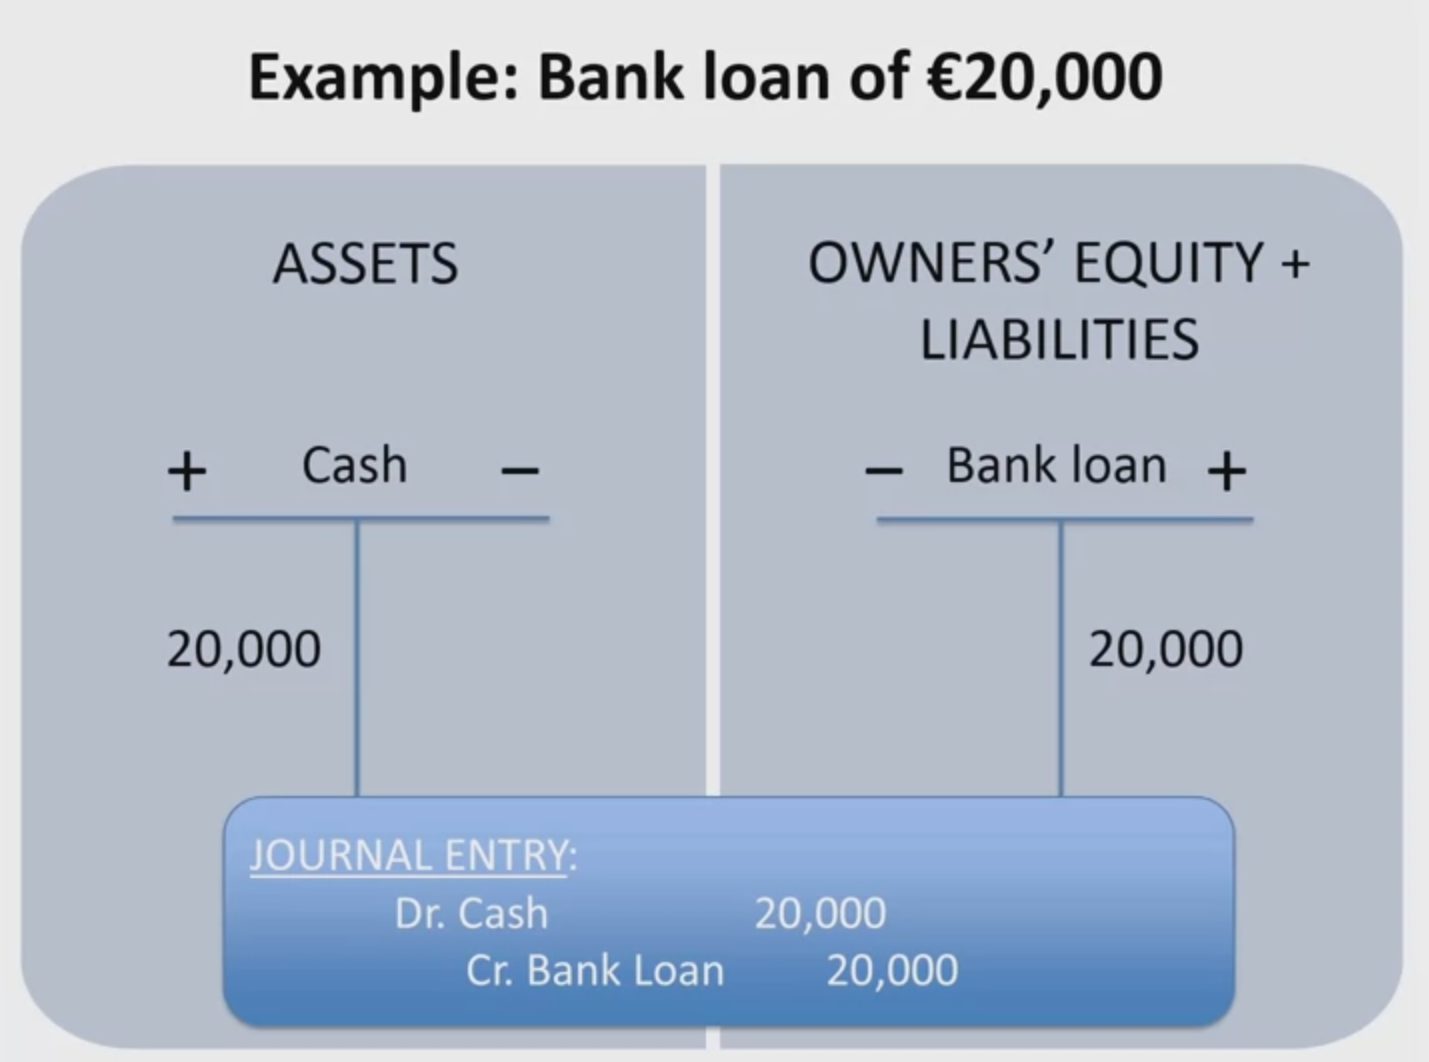 Example: Bank loan of €20,000
ASSETS
+ Cash −
20,000
OWNERS’ EQUITY +
LIABILITIES
− Bank loan +
20,000
JOURNAL ENTRY:
Dr. Cash 20,000
Cr. Bank Loan 20,000